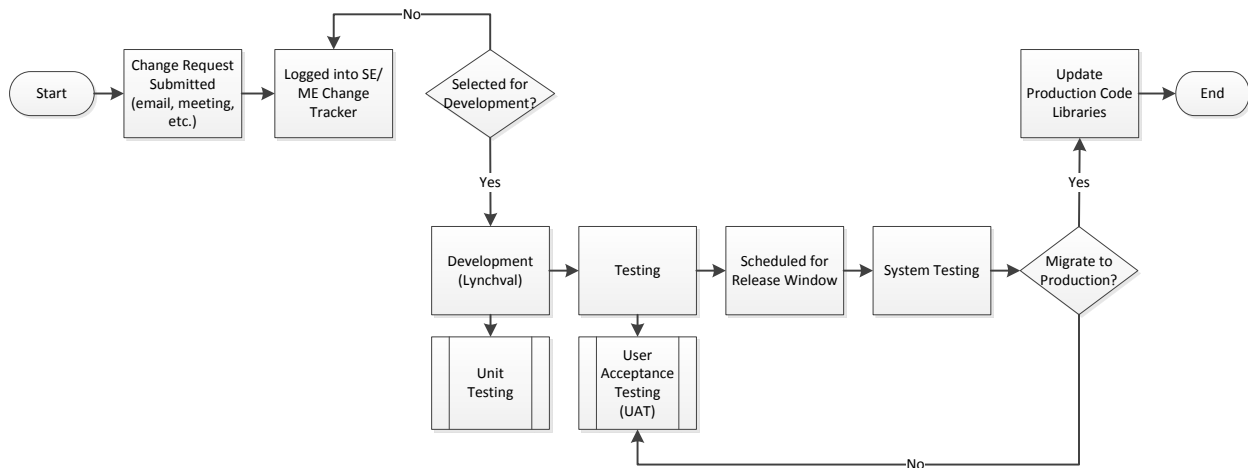 No
Start
Change Request
Submitted
(email, meeting,
etc.)
Logged into SE/
ME Change
Tracker
Selected for
Development?
Update
Production Code
Libraries
End
Yes
Yes
Development
(Lynchval)
Testing
Scheduled for
Release Window
System Testing
Migrate to
Production?
Unit
Testing
User
Acceptance
Testing
(UAT)
No